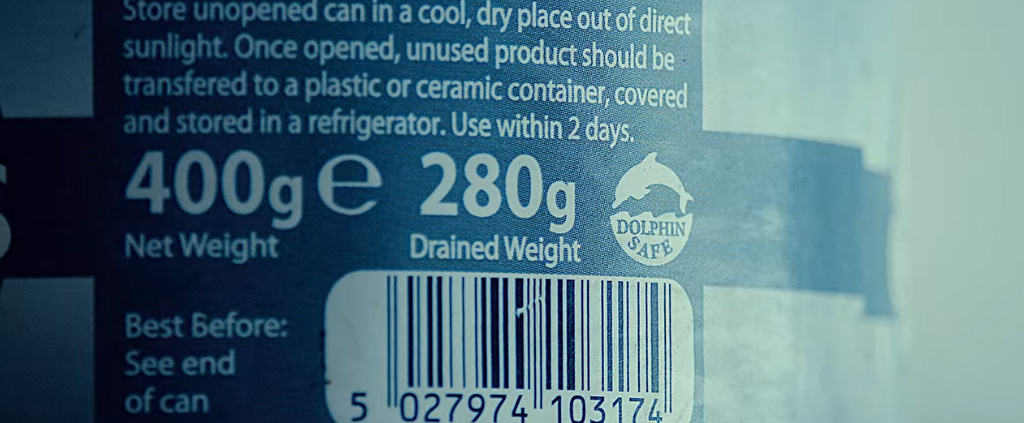 Store unopened can in a cool, dry place out of direct
sunlight. Once opened, unused product should be
transfered to a plastic or ceramic container, covered
and stored in a refrigerator. Use within 2 days.
400g ℮ 280g
Net Weight Drained Weight
DOLPHIN
SAFE
Best Before:
See end
of can
5 027974 103174